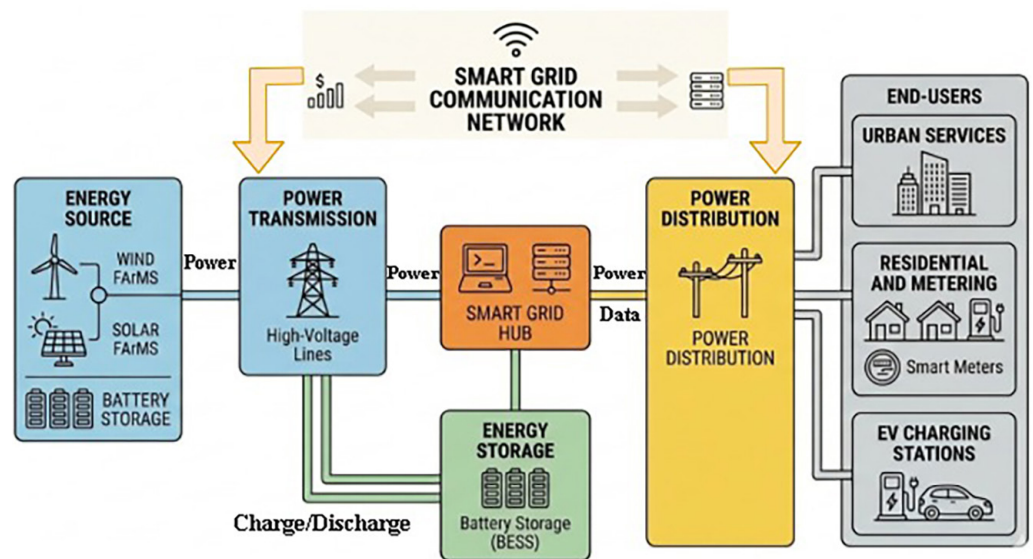 SMART GRID
COMMUNICATION
NETWORK
$
ENERGY
SOURCE
WIND
FArMS
SOLAR
FArMS
BATTERY
STORAGE
Power
POWER
TRANSMISSION
High-Voltage
Lines
Power
SMART GRID
HUB
Power
Data
POWER
DISTRIBUTION
POWER
DISTRIBUTION
ENERGY
STORAGE
Battery Storage
(BESS)
Charge/Discharge
END-USERS
URBAN SERVICES
RESIDENTIAL
AND METERING
Smart Meters
EV CHARGING
STATIONS